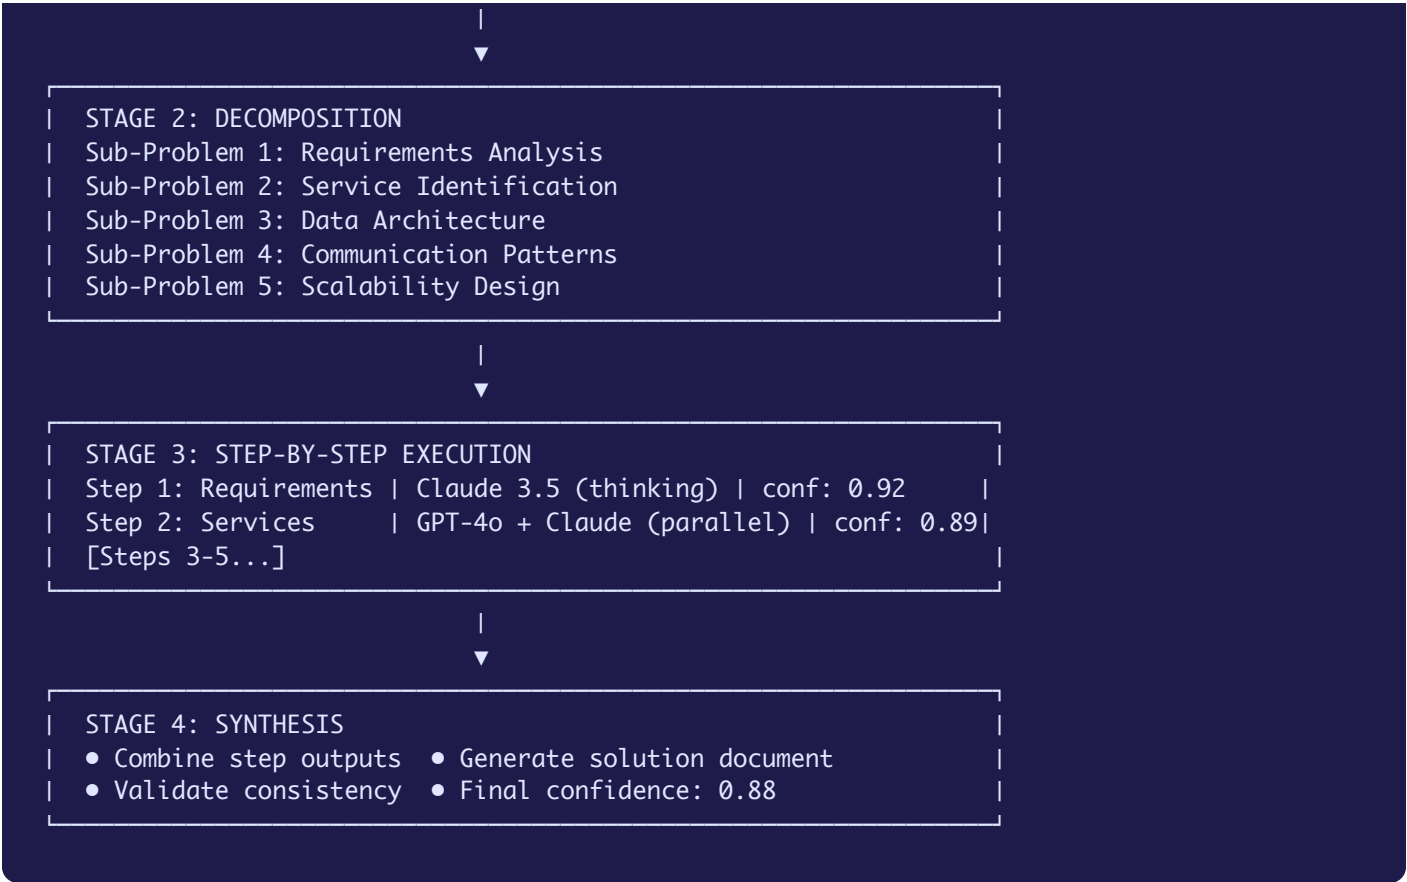 |
▼
┌─────────────────────────────────────────────────────────────────┐
|  STAGE 2: DECOMPOSITION                                         |
|  Sub-Problem 1: Requirements Analysis                           |
|  Sub-Problem 2: Service Identification                          |
|  Sub-Problem 3: Data Architecture                               |
|  Sub-Problem 4: Communication Patterns                          |
|  Sub-Problem 5: Scalability Design                              |
└─────────────────────────────────────────────────────────────────┘
|
▼
┌─────────────────────────────────────────────────────────────────┐
|  STAGE 3: STEP-BY-STEP EXECUTION                                |
|  Step 1: Requirements | Claude 3.5 (thinking) | conf: 0.92     |
|  Step 2: Services     | GPT-4o + Claude (parallel) | conf: 0.89|
|  [Steps 3-5...]                                                 |
└─────────────────────────────────────────────────────────────────┘
|
▼
┌─────────────────────────────────────────────────────────────────┐
|  STAGE 4: SYNTHESIS                                             |
|  ● Combine step outputs  ● Generate solution document           |
|  ● Validate consistency  ● Final confidence: 0.88               |
└─────────────────────────────────────────────────────────────────┘